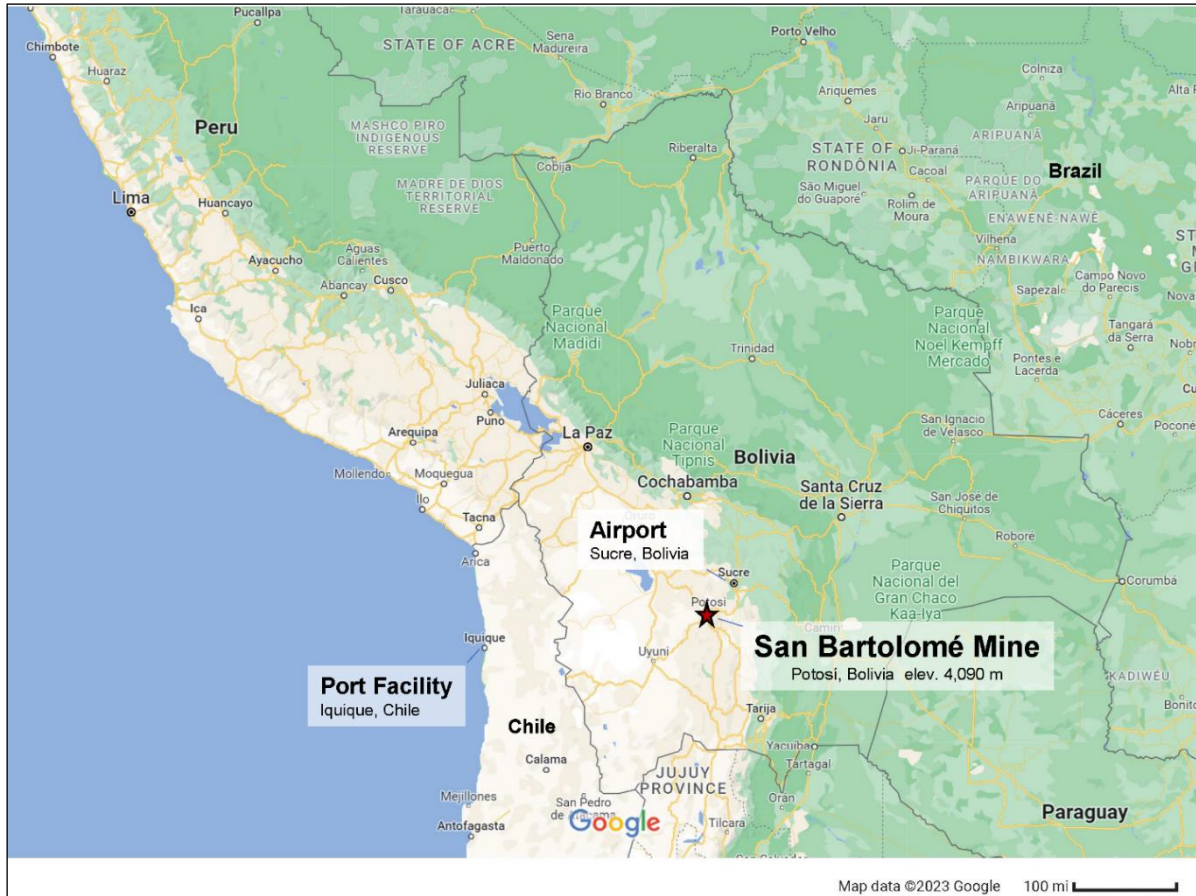 Pucallpa
Tarauacá
Chimbote
STATE OF ACRE
Sena
Madureira
Porto Velho
Huaraz
Colniza
Alta F
Rio Branco
Ariquemes
Aripuanã
Peru
MASHCO PIRO
INDIGENOUS
RESERVE
Cobija
Riberalta
Jaru
ARIPUANÃ
STATE OF
RONDÔNIA
Ji-Paraná
Cacoal
PARQUE DO
ARIPUANÃ
Brazil
MADRE DE DIOS
TERRITORIAL
RESERVE
São Miguel
do Guaporé
Rolim de
Moura
Lima
Huancayo
ENAWENÊ-NAWÊ
Vilhena
NAMBIKWARA
Aguas
Calientes
Puerto
Maldonado
Ayacucho
Cusco
Abancay
Sapezal
Campo Novo
do Parecis
Ica
Parque
Nacional
Madidi
Parque
Nacional
Noel Kempff
Mercado
Tangará
da Serra
Trinidad
Pontes e
Lacerda
Juliaca
Puno
Cáceres
San Ignacio
de Velasco
Poconé
Arequipa
La Paz
Parque
Nacional
Tipnis
Bolivia
Mollendo
Moquegua
Cochabamba
Santa Cruz
de la Sierra
San José de
Chiquitos
Ilo
Tacna
Roboré
Arica
Airport
Sucre, Bolivia
Sucre
Parque
Nacional del
Gran Chaco
Kaa-Iya
Corumbá
Potosí
Camiri
Iquique
Uyuni
San Bartolomé Mine
Potosi, Bolivia elev. 4,090 m
Port Facility
Iquique, Chile
KADIWÉU
Chile
Tarija
Yacuiba
Calama
JUJUY
PROVINCE
Tartagal
Mejillones
San Pedro
de Atacama
Google
Orán
Antofagasta
Tilcara
Paraguay
Map data ©2023 Google 100 mi